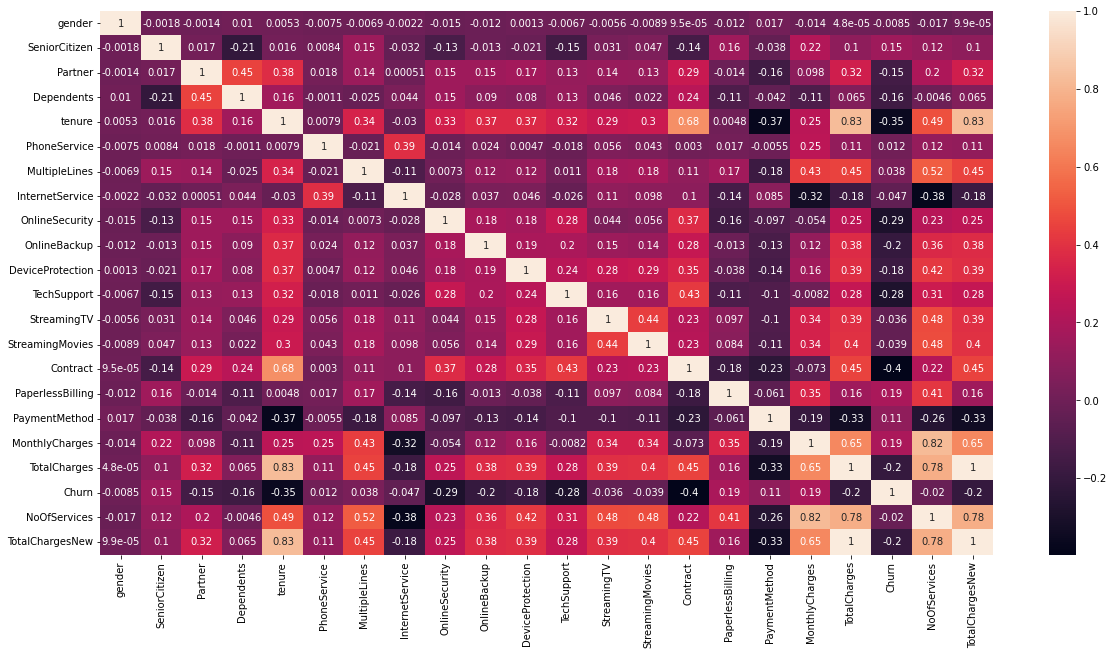 gender 1 -0.0018 -0.0014 0.01 0.0053 -0.0075 -0.0069 -0.0022 -0.015 -0.012 0.0013 -0.0067 -0.0056 -0.0089 9.5e-05 -0.012 0.017 -0.014 4.8e-05 -0.0085 -0.017 9.9e-05
SeniorCitizen -0.0018 1 0.017 -0.21 0.016 0.0084 0.15 -0.032 -0.13 -0.013 -0.021 -0.15 0.031 0.047 -0.14 0.16 -0.038 0.22 0.1 0.15 0.12 0.1
Partner -0.0014 0.017 1 0.45 0.38 0.018 0.14 0.00051 0.15 0.15 0.17 0.13 0.14 0.13 0.29 -0.014 -0.16 0.098 0.32 -0.15 0.2 0.32
Dependents 0.01 -0.21 0.45 1 0.16 -0.0011 -0.025 0.044 0.15 0.09 0.08 0.13 0.046 0.022 0.24 -0.11 -0.042 -0.11 0.065 -0.16 -0.0046 0.065
tenure 0.0053 0.016 0.38 0.16 1 0.0079 0.34 -0.03 0.33 0.37 0.37 0.32 0.29 0.3 0.68 0.0048 -0.37 0.25 0.83 -0.35 0.49 0.83
PhoneService -0.0075 0.0084 0.018 -0.0011 0.0079 1 -0.021 0.39 -0.014 0.024 0.0047 -0.018 0.056 0.043 0.003 0.017 -0.0055 0.25 0.11 0.012 0.12 0.11
MultipleLines -0.0069 0.15 0.14 -0.025 0.34 -0.021 1 -0.11 0.0073 0.12 0.12 0.011 0.18 0.18 0.11 0.17 -0.18 0.43 0.45 0.038 0.52 0.45
InternetService -0.0022 -0.032 0.00051 0.044 -0.03 0.39 -0.11 1 -0.028 0.037 0.046 -0.026 0.11 0.098 0.1 -0.14 0.085 -0.32 -0.18 -0.047 -0.38 -0.18
OnlineSecurity -0.015 -0.13 0.15 0.15 0.33 -0.014 0.0073 -0.028 1 0.18 0.18 0.28 0.044 0.056 0.37 -0.16 -0.097 -0.054 0.25 -0.29 0.23 0.25
OnlineBackup -0.012 -0.013 0.15 0.09 0.37 0.024 0.12 0.037 0.18 1 0.19 0.2 0.15 0.14 0.28 -0.013 -0.13 0.12 0.38 -0.2 0.36 0.38
DeviceProtection 0.0013 -0.021 0.17 0.08 0.37 0.0047 0.12 0.046 0.18 0.19 1 0.24 0.28 0.29 0.35 -0.038 -0.14 0.16 0.39 -0.18 0.42 0.39
TechSupport -0.0067 -0.15 0.13 0.13 0.32 -0.018 0.011 -0.026 0.28 0.2 0.24 1 0.16 0.16 0.43 -0.11 -0.1 -0.0082 0.28 -0.28 0.31 0.28
StreamingTV -0.0056 0.031 0.14 0.046 0.29 0.056 0.18 0.11 0.044 0.15 0.28 0.16 1 0.44 0.23 0.097 -0.1 0.34 0.39 -0.036 0.48 0.39
StreamingMovies -0.0089 0.047 0.13 0.022 0.3 0.043 0.18 0.098 0.056 0.14 0.29 0.16 0.44 1 0.23 0.084 -0.11 0.34 0.4 -0.039 0.48 0.4
Contract 9.5e-05 -0.14 0.29 0.24 0.68 0.003 0.11 0.1 0.37 0.28 0.35 0.43 0.23 0.23 1 -0.18 -0.23 -0.073 0.45 -0.4 0.22 0.45
PaperlessBilling -0.012 0.16 -0.014 -0.11 0.0048 0.017 0.17 -0.14 -0.16 -0.013 -0.038 -0.11 0.097 0.084 -0.18 1 -0.061 0.35 0.16 0.19 0.41 0.16
PaymentMethod 0.017 -0.038 -0.16 -0.042 -0.37 -0.0055 -0.18 0.085 -0.097 -0.13 -0.14 -0.1 -0.1 -0.11 -0.23 -0.061 1 -0.19 -0.33 0.11 -0.26 -0.33
MonthlyCharges -0.014 0.22 0.098 -0.11 0.25 0.25 0.43 -0.32 -0.054 0.12 0.16 -0.0082 0.34 0.34 -0.073 0.35 -0.19 1 0.65 0.19 0.82 0.65
TotalCharges 4.8e-05 0.1 0.32 0.065 0.83 0.11 0.45 -0.18 0.25 0.38 0.39 0.28 0.39 0.4 0.45 0.16 -0.33 0.65 1 -0.2 0.78 1
Churn -0.0085 0.15 -0.15 -0.16 -0.35 0.012 0.038 -0.047 -0.29 -0.2 -0.18 -0.28 -0.036 -0.039 -0.4 0.19 0.11 0.19 -0.2 1 -0.02 -0.2
NoOfServices -0.017 0.12 0.2 -0.0046 0.49 0.12 0.52 -0.38 0.23 0.36 0.42 0.31 0.48 0.48 0.22 0.41 -0.26 0.82 0.78 -0.02 1 0.78
TotalChargesNew 9.9e-05 0.1 0.32 0.065 0.83 0.11 0.45 -0.18 0.25 0.38 0.39 0.28 0.39 0.4 0.45 0.16 -0.33 0.65 1 -0.2 0.78 1
gender
SeniorCitizen
Partner
Dependents
tenure
PhoneService
MultipleLines
InternetService
OnlineSecurity
OnlineBackup
DeviceProtection
TechSupport
StreamingTV
StreamingMovies
Contract
PaperlessBilling
PaymentMethod
MonthlyCharges
TotalCharges
Churn
NoOfServices
TotalChargesNew
1.0
0.8
0.6
0.4
0.2
0.0
−0.2